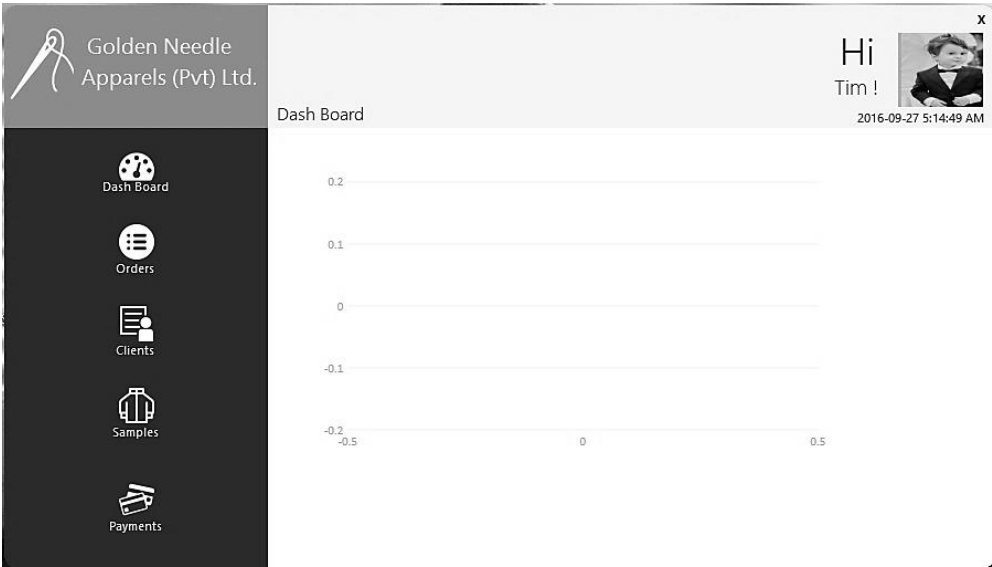 Golden Needle
Apparels (Pvt) Ltd.
x
Hi
Tim !
2016-09-27 5:14:49 AM
Dash Board
Dash Board
Orders
Clients
Samples
Payments
0.2
0.1
0
-0.1
-0.2
-0.5 0 0.5